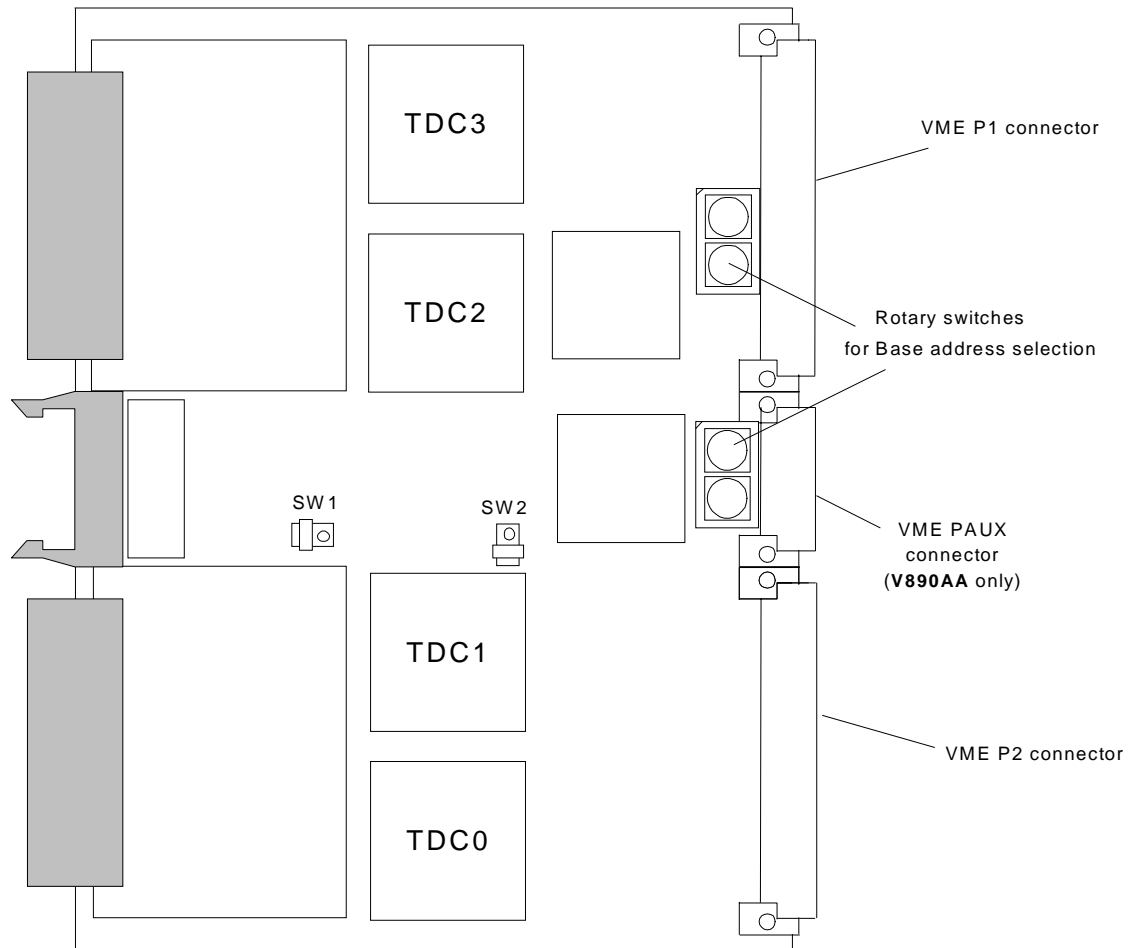 TDC3
VME P1 connector
TDC2
Rotary switches
for Base address selection
SW1
SW2
VME PAUX
connector
(V890AA only)
TDC1
VME P2 connector
TDC0